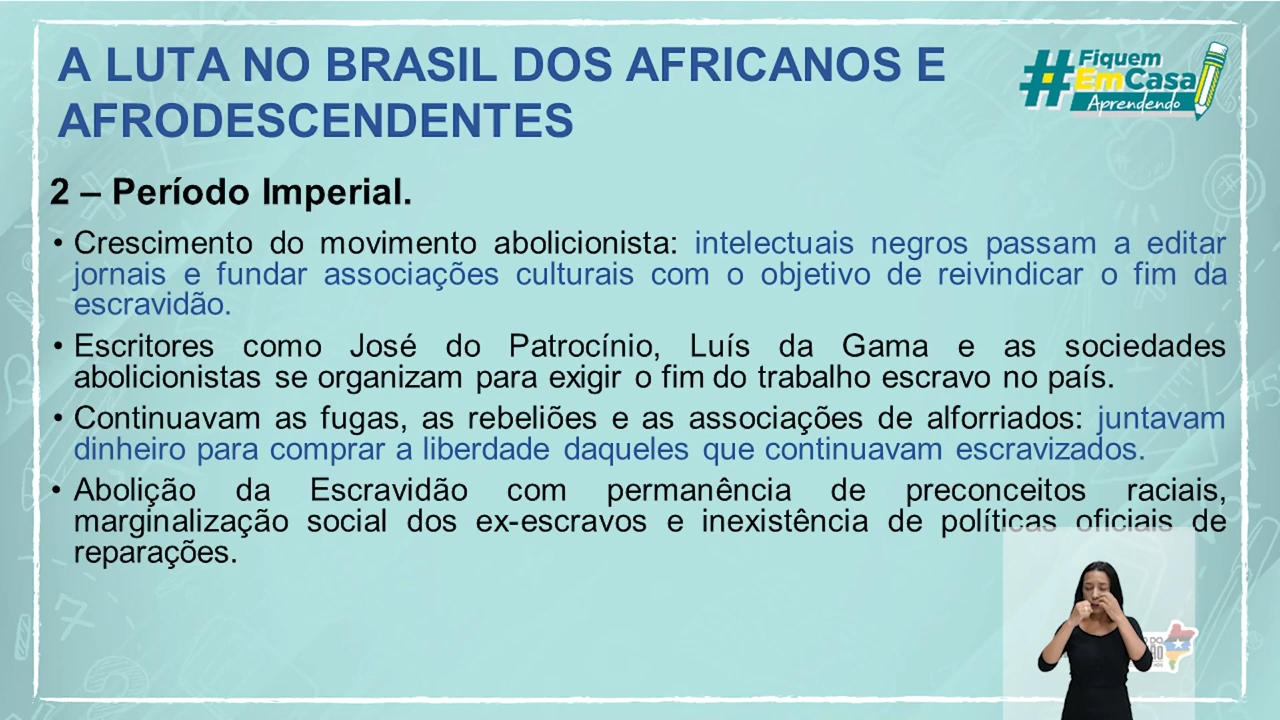 A LUTA NO BRASIL DOS AFRICANOS E
AFRODESCENDENTES
#Fiquem
EmCasa
Aprendendo
2 – Período Imperial.
• Crescimento do movimento abolicionista: intelectuais negros passam a editar
jornais e fundar associações culturais com o objetivo de reivindicar o fim da
escravidão.
• Escritores como José do Patrocínio, Luís da Gama e as sociedades
abolicionistas se organizam para exigir o fim do trabalho escravo no país.
• Continuavam as fugas, as rebeliões e as associações de alforriados: juntavam
dinheiro para comprar a liberdade daqueles que continuavam escravizados.
• Abolição da Escravidão com permanência de preconceitos raciais,
marginalização social dos ex-escravos e inexistência de políticas oficiais de
reparações.